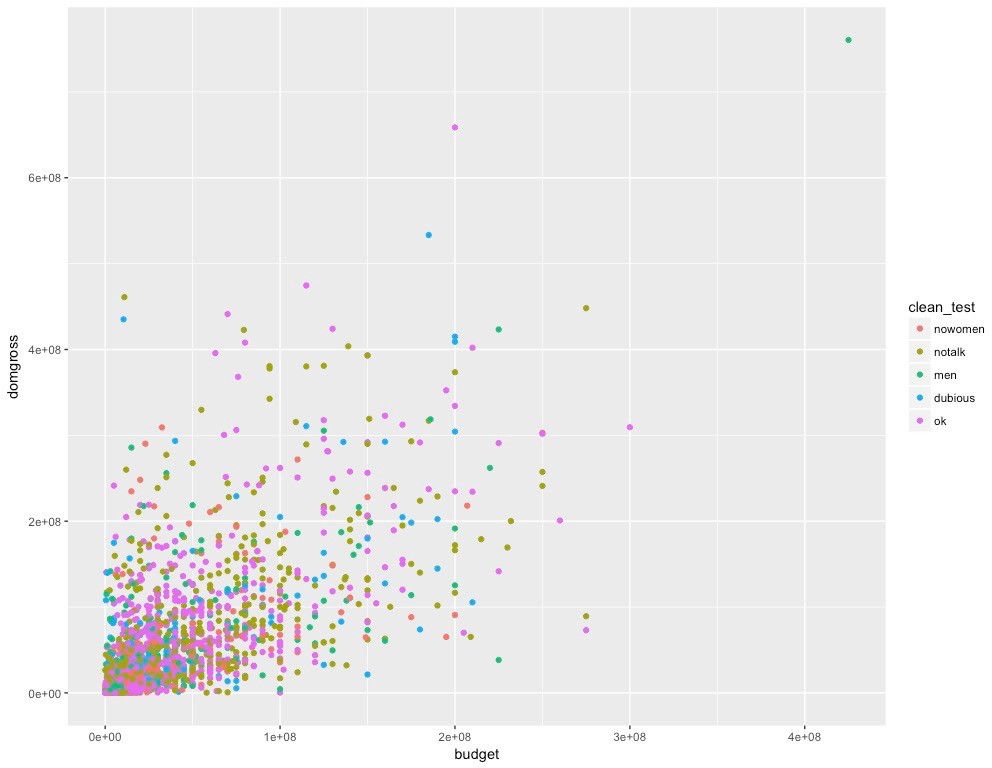 domgross
6e+08
4e+08
2e+08
0e+00
0e+00 1e+08 2e+08 3e+08 4e+08
budget
clean_test
nowomen
notalk
men
dubious
ok